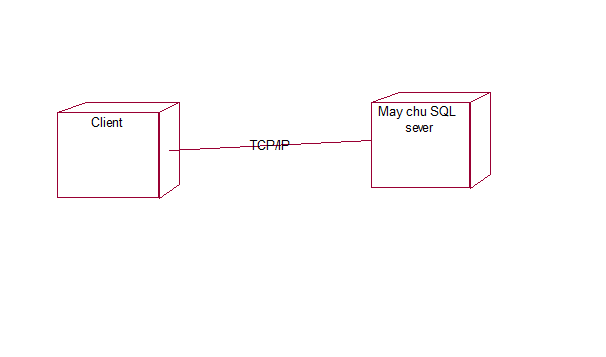 Client
TCP/IP
May chu SQL
sever